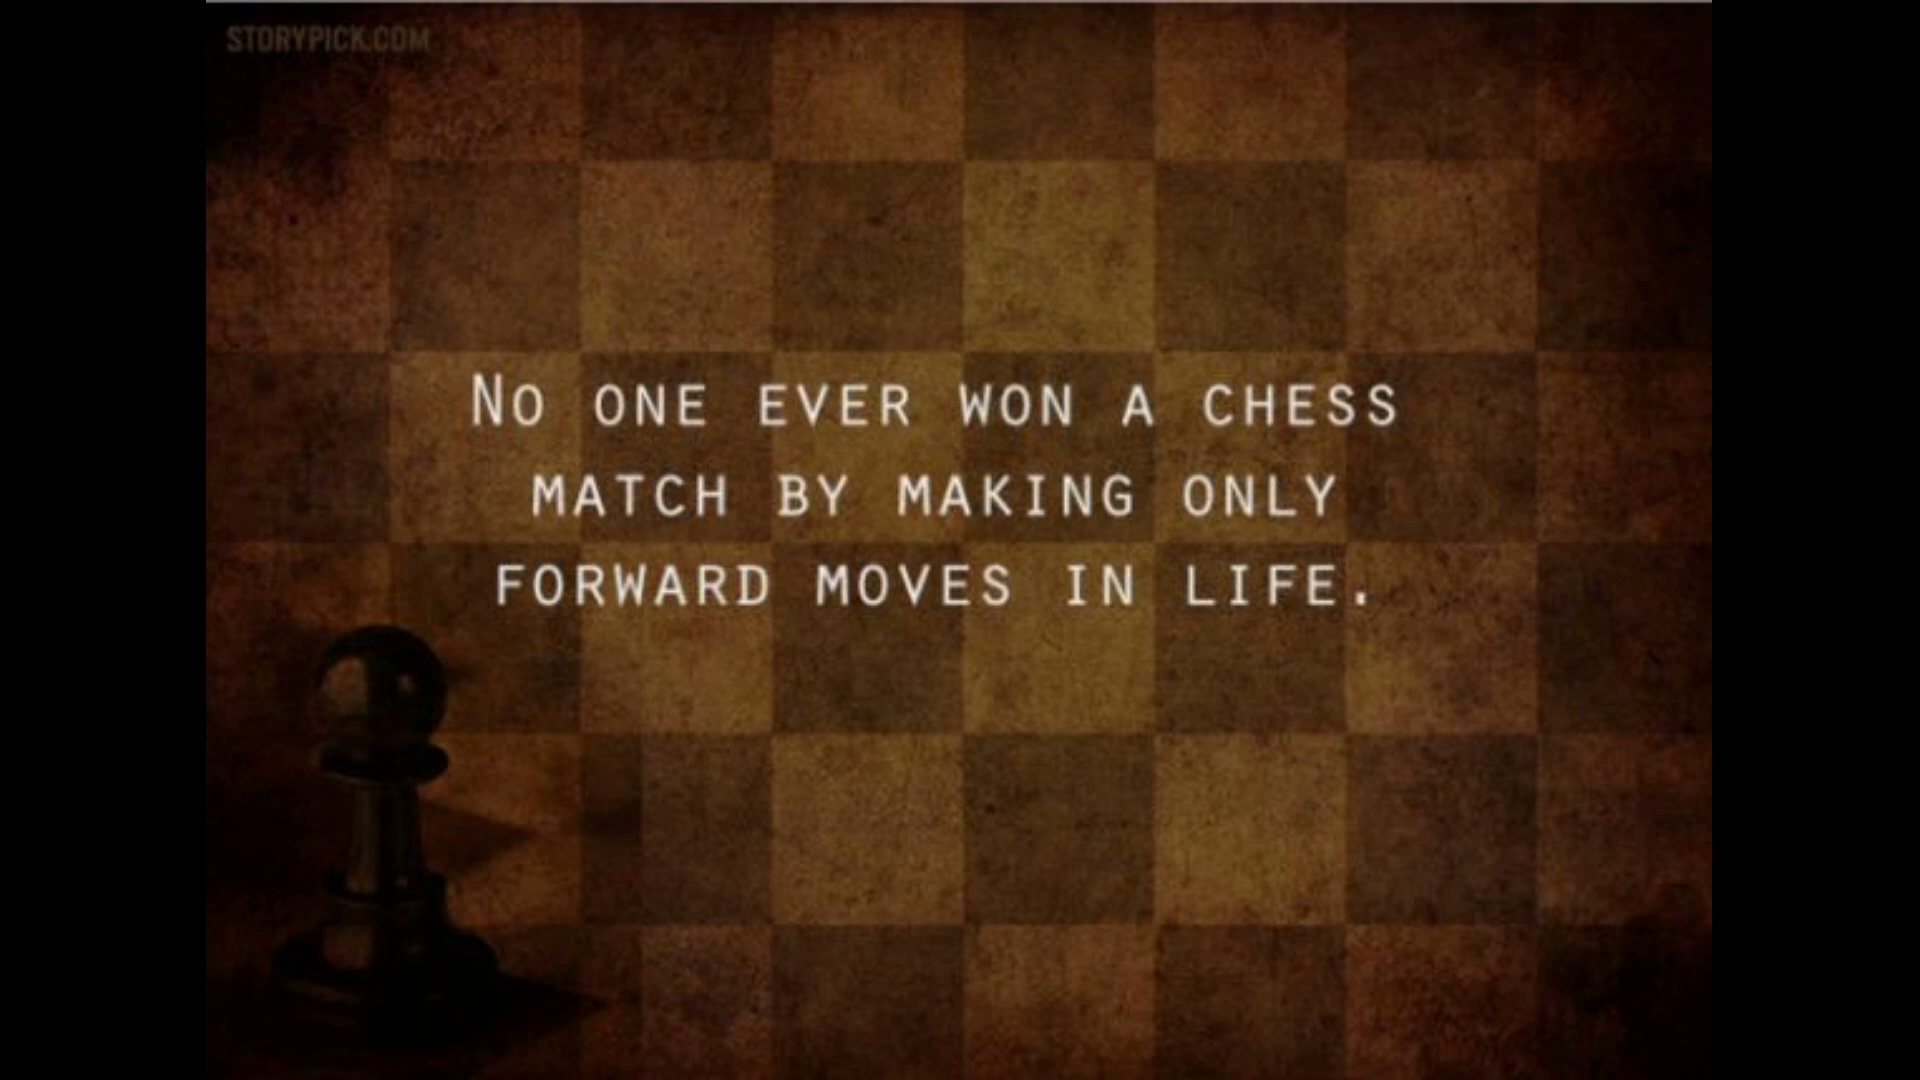 STORYPICK.COM
NO ONE EVER WON A CHESS
MATCH BY MAKING ONLY
FORWARD MOVES IN LIFE.